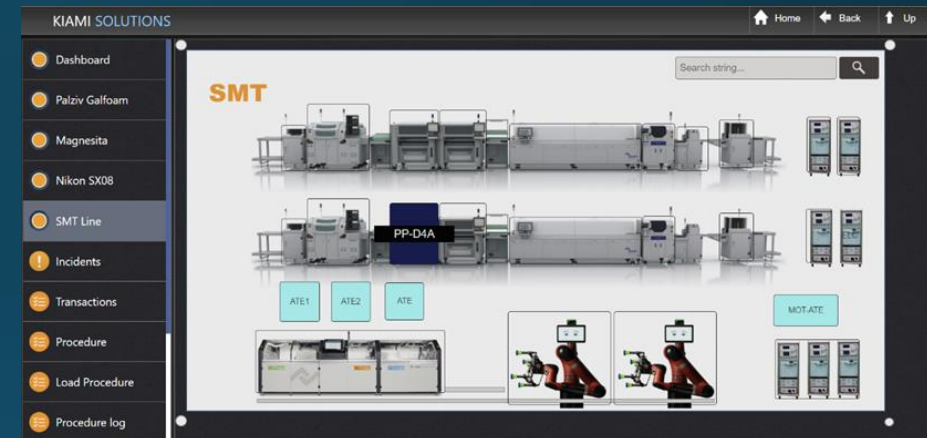 KIAMI SOLUTIONS
Home
Back
Up
Dashboard
Palziv Galfoam
Magnesita
Nikon SX08
SMT Line
Incidents
Transactions
Procedure
Load Procedure
Procedure log
Search string...
SMT
PP-D4A
ATE1
ATE2
ATE
MOT-ATE